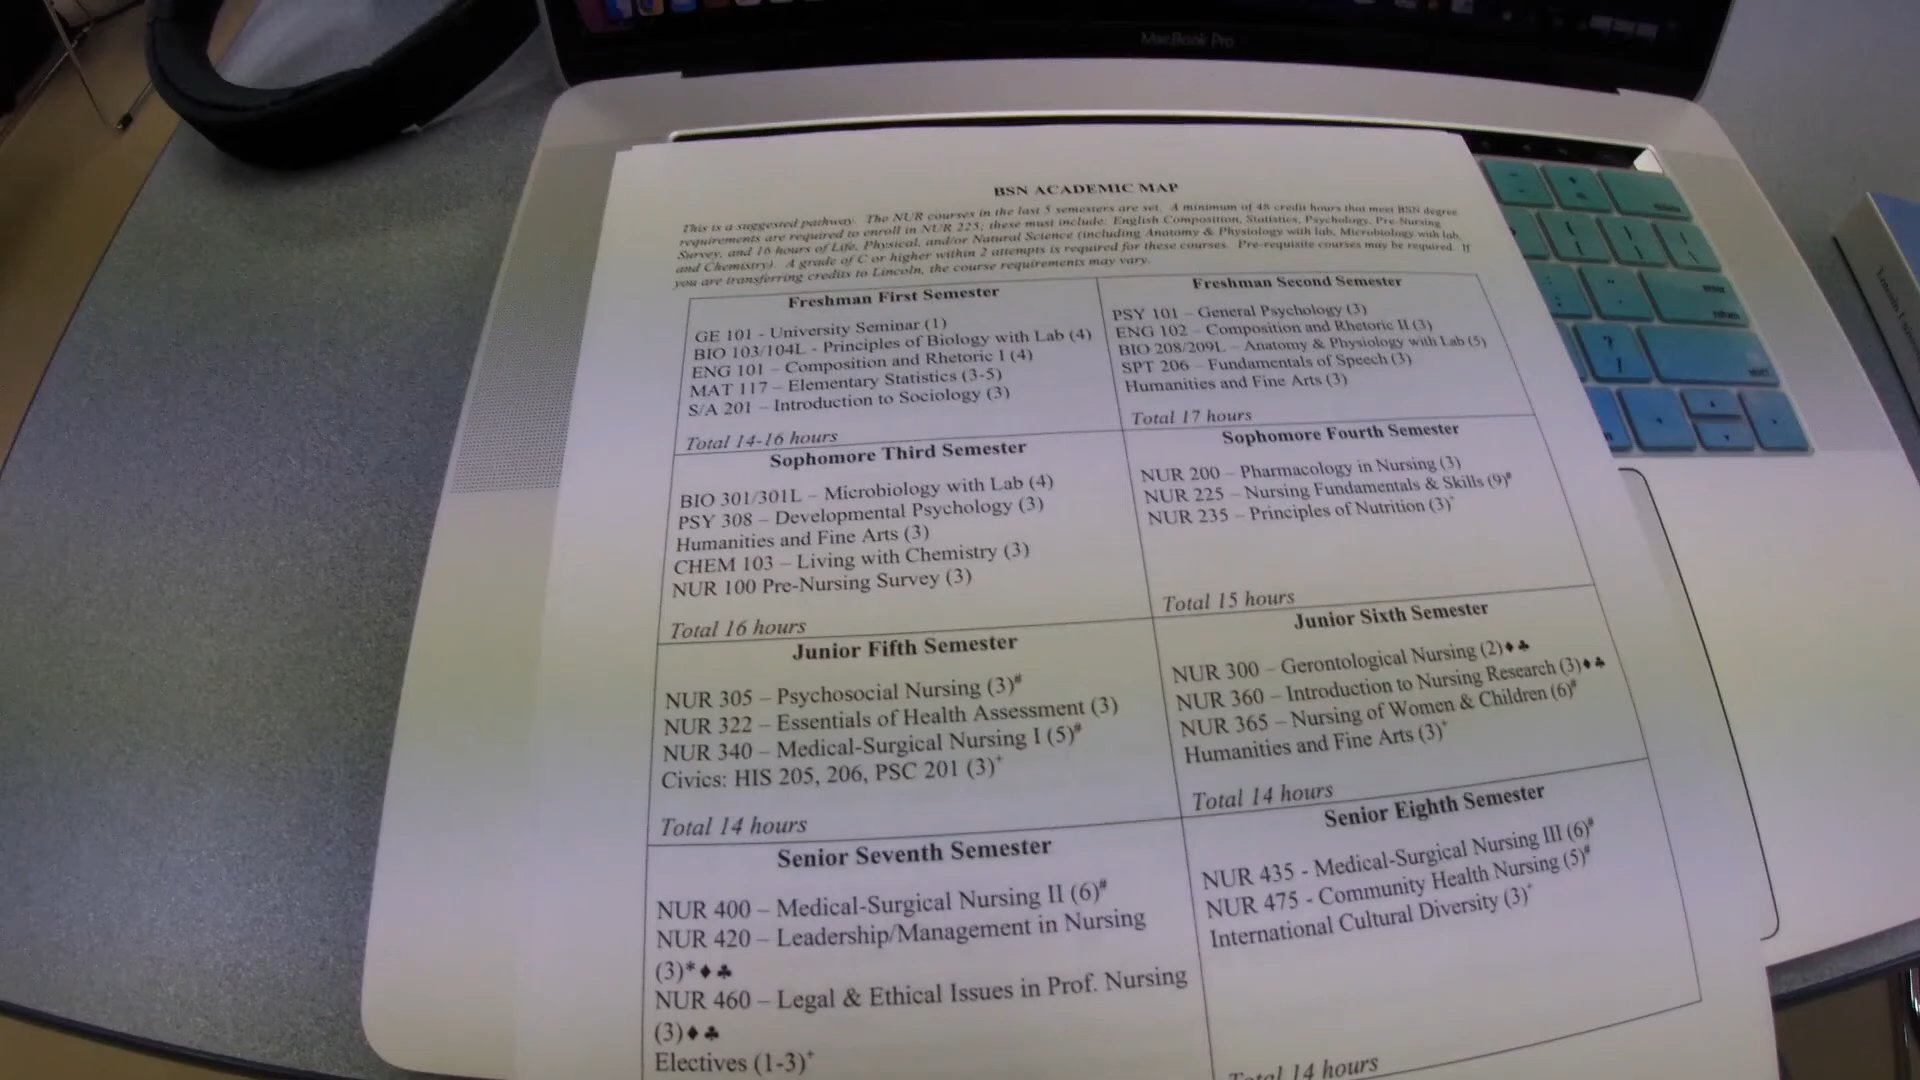 MacBook Pro
BSN ACADEMIC MAP
This is a suggested pathway. The NUR courses in the last 5 semesters are set. A minimum of 48 credit hours that meet BSN degree
requirements are required to enroll in NUR 225; these must include: English Composition, Statistics, Psychology, Pre-Nursing
Survey, and 16 hours of Life, Physical, and/or Natural Science (including Anatomy & Physiology with lab, Microbiology with lab,
and Chemistry). A grade of C or higher within 2 attempts is required for these courses. Pre-requisite courses may be required. If
you are transferring credits to Lincoln, the course requirements may vary.
Freshman First Semester
GE 101 - University Seminar (1)
BIO 103/104L - Principles of Biology with Lab (4)
ENG 101 – Composition and Rhetoric I (4)
MAT 117 – Elementary Statistics (3-5)
S/A 201 – Introduction to Sociology (3)
Total 14-16 hours
Freshman Second Semester
PSY 101 – General Psychology (3)
ENG 102 – Composition and Rhetoric II (3)
BIO 208/209L – Anatomy & Physiology with Lab (5)
SPT 206 – Fundamentals of Speech (3)
Humanities and Fine Arts (3)
Total 17 hours
Sophomore Third Semester
BIO 301/301L – Microbiology with Lab (4)
PSY 308 – Developmental Psychology (3)
Humanities and Fine Arts (3)
CHEM 103 – Living with Chemistry (3)
NUR 100 Pre-Nursing Survey (3)
Total 16 hours
Sophomore Fourth Semester
NUR 200 – Pharmacology in Nursing (3)
NUR 225 – Nursing Fundamentals & Skills (9)#
NUR 235 – Principles of Nutrition (3)+
Total 15 hours
Junior Fifth Semester
NUR 305 – Psychosocial Nursing (3)#
NUR 322 – Essentials of Health Assessment (3)
NUR 340 – Medical-Surgical Nursing I (5)#
Civics: HIS 205, 206, PSC 201 (3)+
Total 14 hours
Junior Sixth Semester
NUR 300 – Gerontological Nursing (2)♦♣
NUR 360 – Introduction to Nursing Research (3)♦♣
NUR 365 – Nursing of Women & Children (6)#
Humanities and Fine Arts (3)+
Total 14 hours
Senior Seventh Semester
NUR 400 – Medical-Surgical Nursing II (6)#
NUR 420 – Leadership/Management in Nursing
(3)*♦♣
NUR 460 – Legal & Ethical Issues in Prof. Nursing
(3)♦♣
Electives (1-3)+
Senior Eighth Semester
NUR 435 - Medical-Surgical Nursing III (6)#
NUR 475 - Community Health Nursing (5)#
International Cultural Diversity (3)+
Total 14 hours